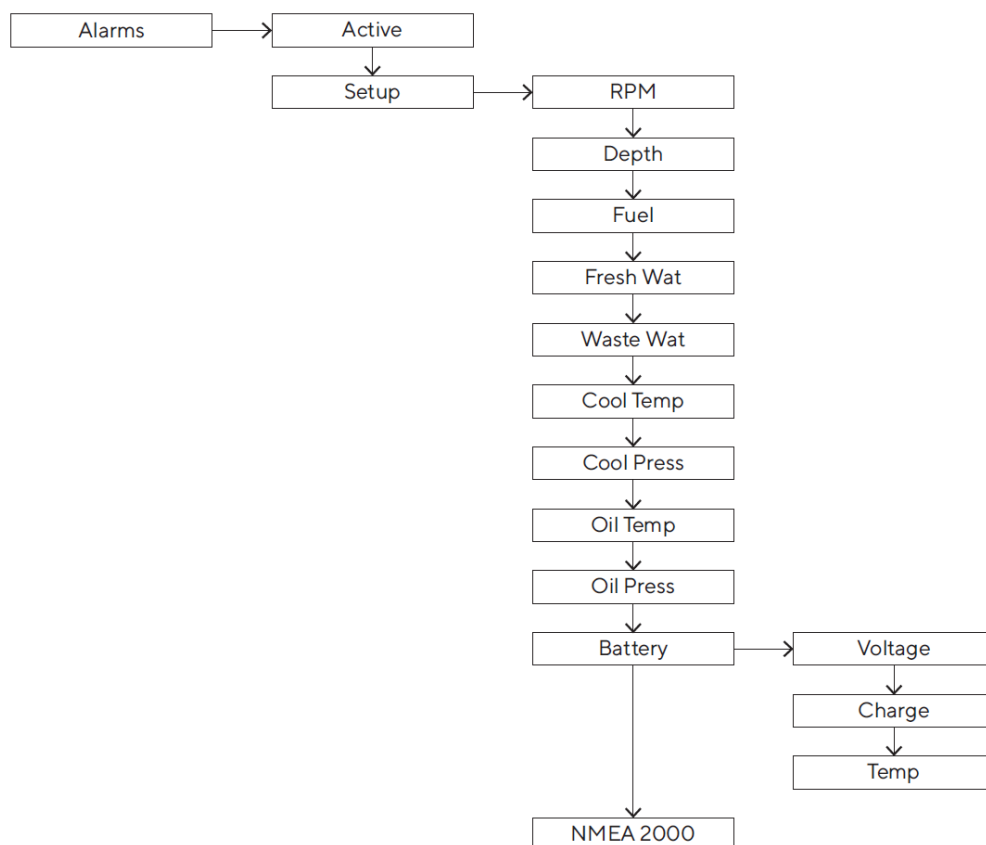 Alarms
Active
Setup
RPM
Depth
Fuel
Fresh Wat
Waste Wat
Cool Temp
Cool Press
Oil Temp
Oil Press
Battery
Voltage
Charge
Temp
NMEA 2000